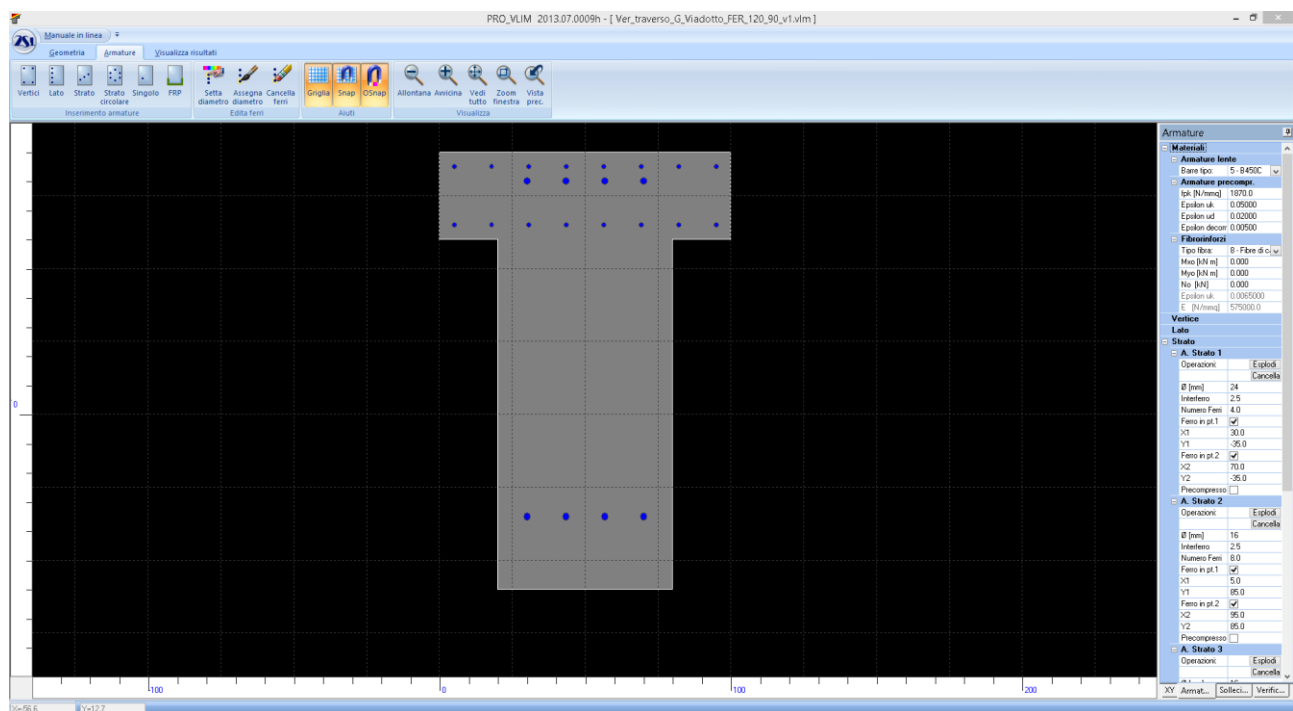 PRO_VLIM 2013.07.0009h - [ Ver_traverso_G_Viadotto_FER_120_90_v1.vlm ]
2SI
Manuale in linea
Geometria Armature Visualizza risultati
Vertici Lato Strato Strato circolare Singolo FRP
Setta diametro Assegna diametro Cancella ferri
Griglia Snap OSnap
Allontana Avvicina Vedi tutto Zoom finestra Vista prec.
Inserimento armature Edita ferri Aiuti Visualizza
0
-100 0 100 200
X=56.6 Y=12.7
Armature
Materiali
Armature lente
Barre tipo: 5 - B450C
Armature precompr.
fpk [N/mmq] 1870.0
Epsilon uk 0.05000
Epsilon ud 0.02000
Epsilon decorr 0.00500
Fibrorinforzi
Tipo fibra: 8 - Fibre di c
Mxo [kN m] 0.000
Myo [kN m] 0.000
No [kN] 0.000
Epsilon uk 0.0065000
E [N/mmq] 575000.0
Vertice
Lato
Strato
A. Strato 1
Operazioni: Esplodi
Cancella
Ø [mm] 24
Interferro 2.5
Numero Ferri 4.0
Ferro in pt.1
X1 30.0
Y1 -35.0
Ferro in pt.2
X2 70.0
Y2 -35.0
Precompresso
A. Strato 2
Operazioni: Esplodi
Cancella
Ø [mm] 16
Interferro 2.5
Numero Ferri 8.0
Ferro in pt.1
X1 5.0
Y1 85.0
Ferro in pt.2
X2 95.0
Y2 85.0
Precompresso
A. Strato 3
Operazioni: Esplodi
Cancella
XY Armat... Solleci... Verific...